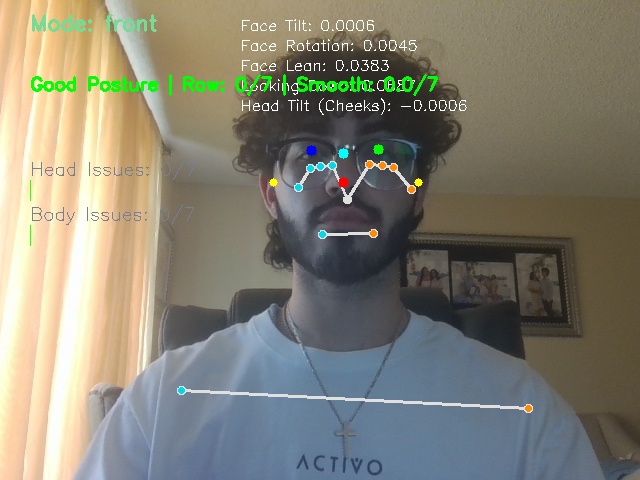 Mode: front
Face Tilt: 0.0006
Face Rotation: 0.0045
Face Lean: 0.0383
Good Posture | Raw: 0/7 | Smooth: 0.0/7
Head Tilt (Cheeks): -0.0006
Head Issues: 0/7
Body Issues: 0/7
ACTIVO